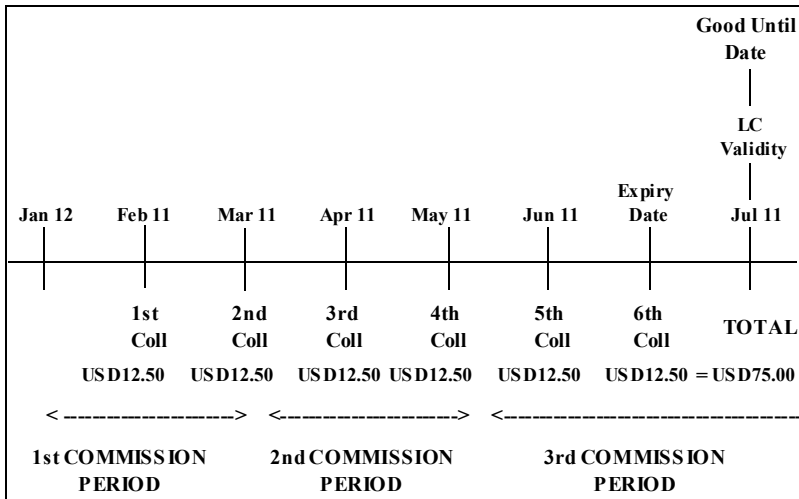 Good Until
Date
LC
Validity
Expiry
Date
Jan 12 Feb 11 Mar 11 Apr 11 May 11 Jun 11 Jul 11
1st 2nd 3rd 4th 5th 6th
Coll Coll Coll Coll Coll Coll TOTAL
USD12.50 USD12.50 USD12.50 USD12.50 USD12.50 USD12.50 = USD75.00
1st COMMISSION 2nd COMMISSION 3rd COMMISSION
PERIOD PERIOD PERIOD